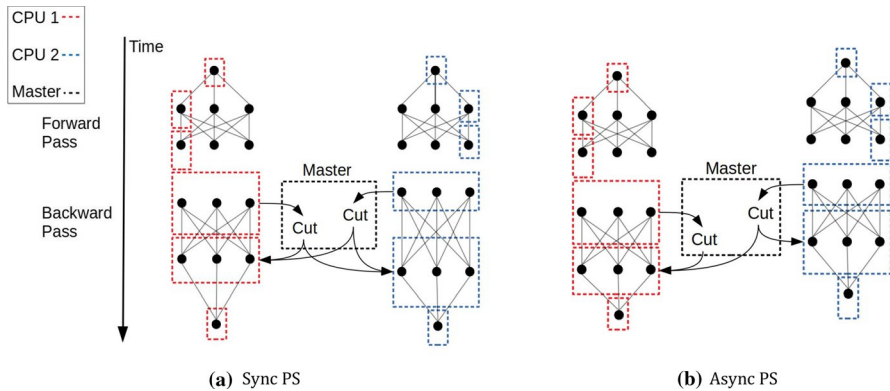 CPU 1
CPU 2
Master
Time
Forward
Pass
Backward
Pass
Master
Cut
Cut
Master
Cut
Cut
(a) Sync PS
(b) Async PS